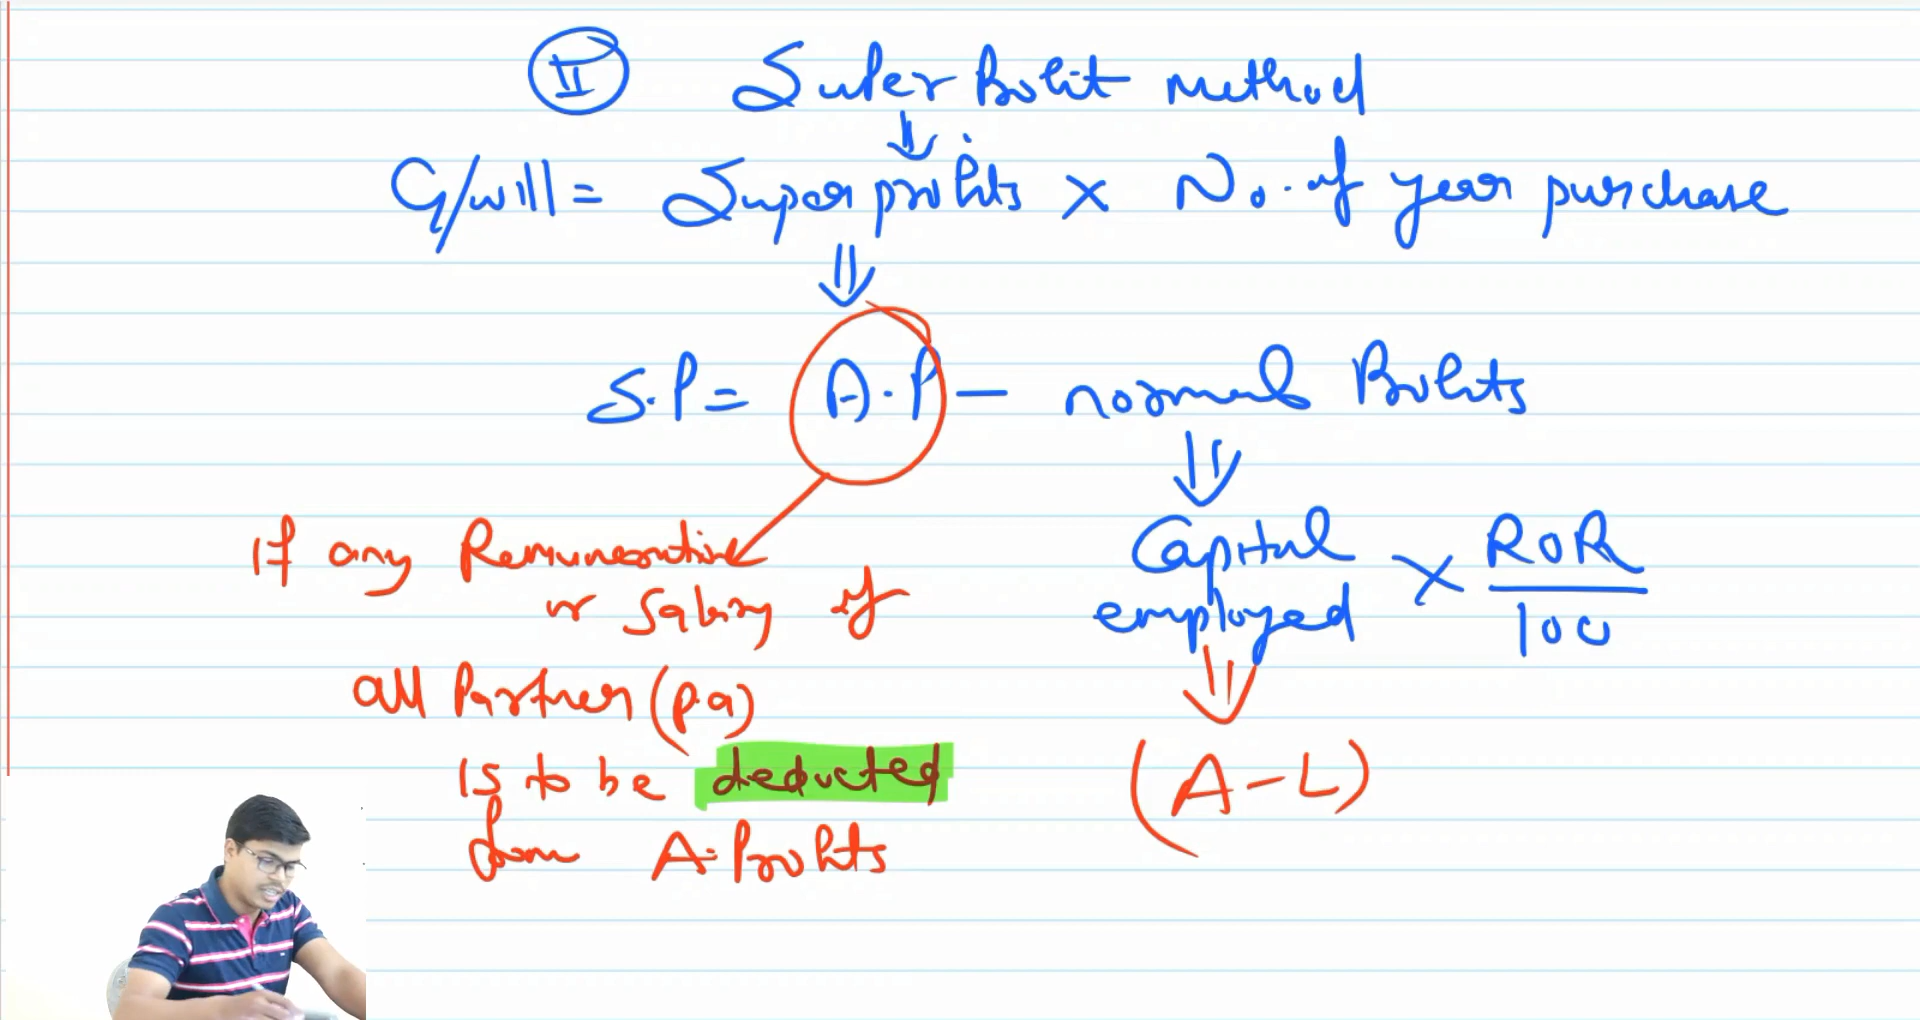 II Super Profit method
G/will = Super profits × No. of year purchase
S.P = A.P – normal Profits
If any Remuneration
or Salary of
all Partner (p.a)
is to be deducted
from A. Profits
Capital employed × ROR / 100
(A – L)